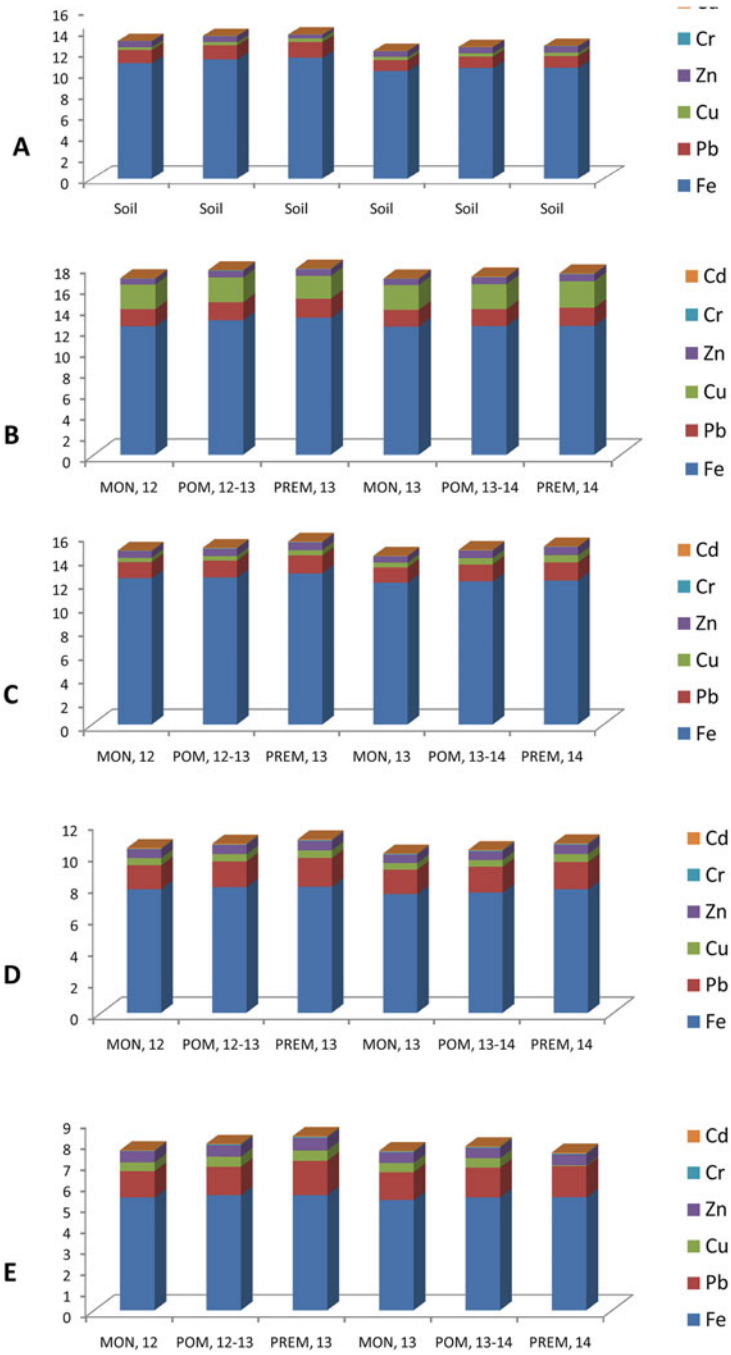 16
14
12
10
8
6
4
2
0
A
Soil Soil Soil Soil Soil Soil
Cr
Zn
Cu
Pb
Fe
18
16
14
12
10
8
6
4
2
0
B
MON, 12 POM, 12-13 PREM, 13 MON, 13 POM, 13-14 PREM, 14
Cd
Cr
Zn
Cu
Pb
Fe
16
14
12
10
8
6
4
2
0
C
MON, 12 POM, 12-13 PREM, 13 MON, 13 POM, 13-14 PREM, 14
Cd
Cr
Zn
Cu
Pb
Fe
12
10
8
6
4
2
0
D
MON, 12 POM, 12-13 PREM, 13 MON, 13 POM, 13-14 PREM, 14
Cd
Cr
Zn
Cu
Pb
Fe
9
8
7
6
5
4
3
2
1
0
E
MON, 12 POM, 12-13 PREM, 13 MON, 13 POM, 13-14 PREM, 14
Cd
Cr
Zn
Cu
Pb
Fe